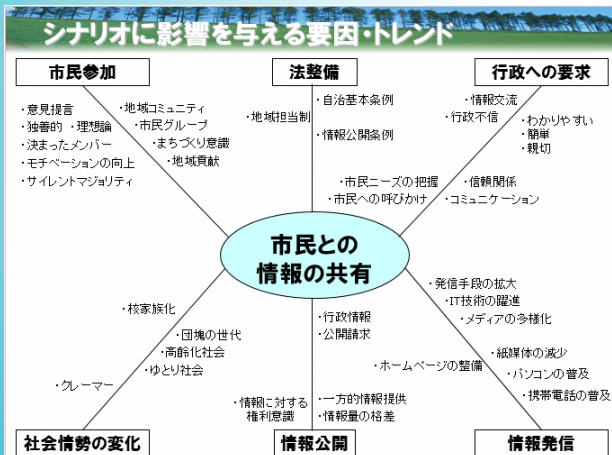 シナリオに影響を与える要因・トレンド
市民参加
・意見提言
・独善的 ・理想論
・決まったメンバー
・モチベーションの向上
・サイレントマジョリティ
・地域コミュニティ
・市民グループ
・まちづくり意識
・地域貢献
法整備
・地域担当制
・自治基本条例
・情報公開条例
行政への要求
・情報交流
・行政不信
・わかりやすい
・簡単
・親切
・市民ニーズの把握
・市民への呼びかけ
・信頼関係
・コミュニケーション
市民との
情報の共有
・核家族化
・団塊の世代
・高齢化社会
・ゆとり社会
・クレーマー
社会情勢の変化
・行政情報
・公開請求
・情報に対する
権利意識
・一方的情報提供
・情報量の格差
情報公開
・発信手段の拡大
・IT技術の躍進
・メディアの多様化
・ホームページの整備
・紙媒体の減少
・パソコンの普及
・携帯電話の普及
情報発信